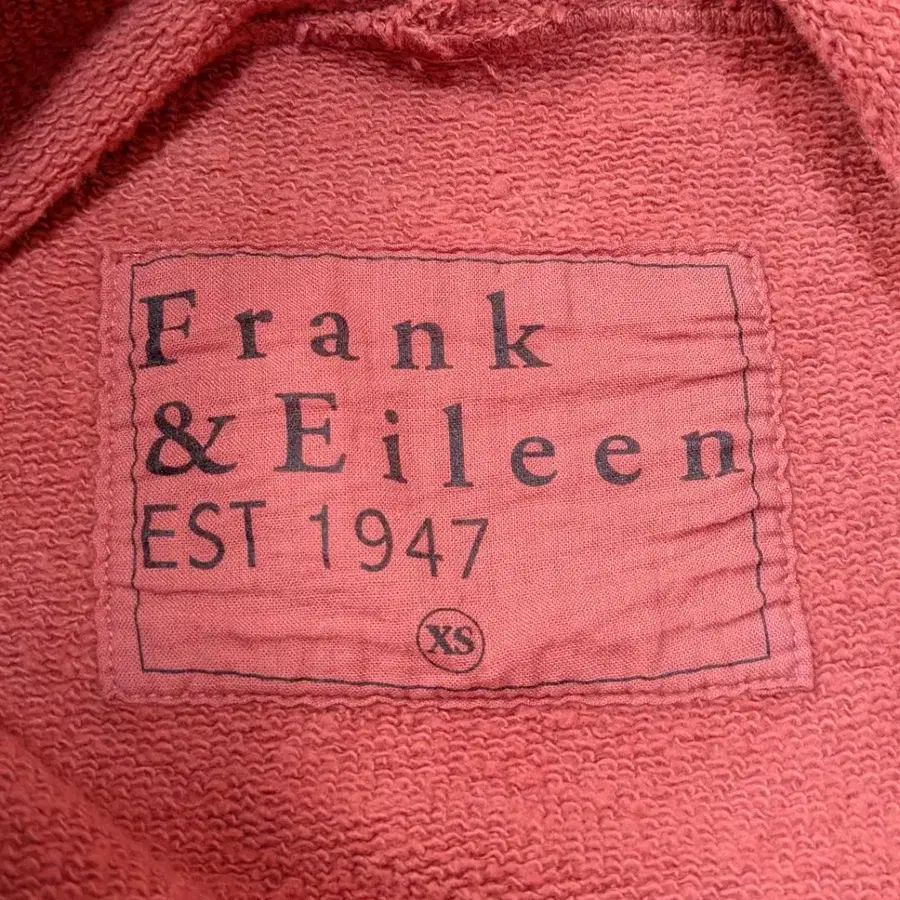 Frank
& Eileen
EST 1947
XS